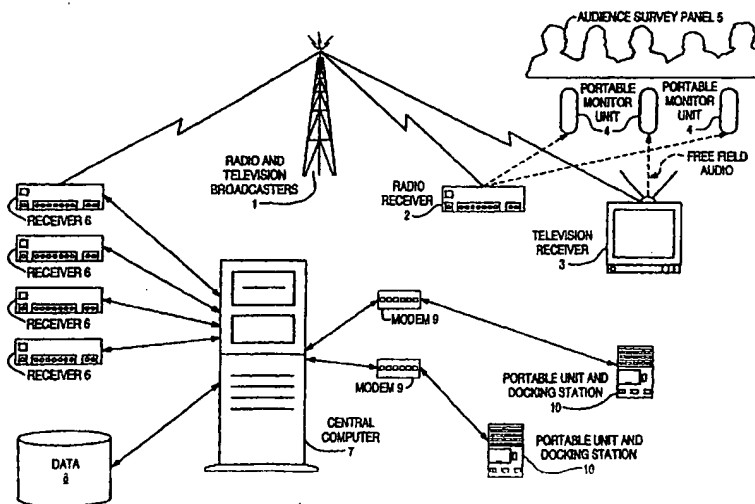 AUDIENCE SURVEY PANEL 5
PORTABLE
MONITOR
UNIT
4
PORTABLE
MONITOR
UNIT
4
FREE FIELD
AUDIO
RADIO AND
TELEVISION
BROADCASTERS
1
RADIO
RECEIVER
2
TELEVISION
RECEIVER
3
RECEIVER 6
RECEIVER 6
RECEIVER 6
RECEIVER 6
MODEM 9
MODEM 9
CENTRAL
COMPUTER
7
PORTABLE UNIT AND
DOCKING STATION
10
PORTABLE UNIT AND
DOCKING STATION
10
DATA
8